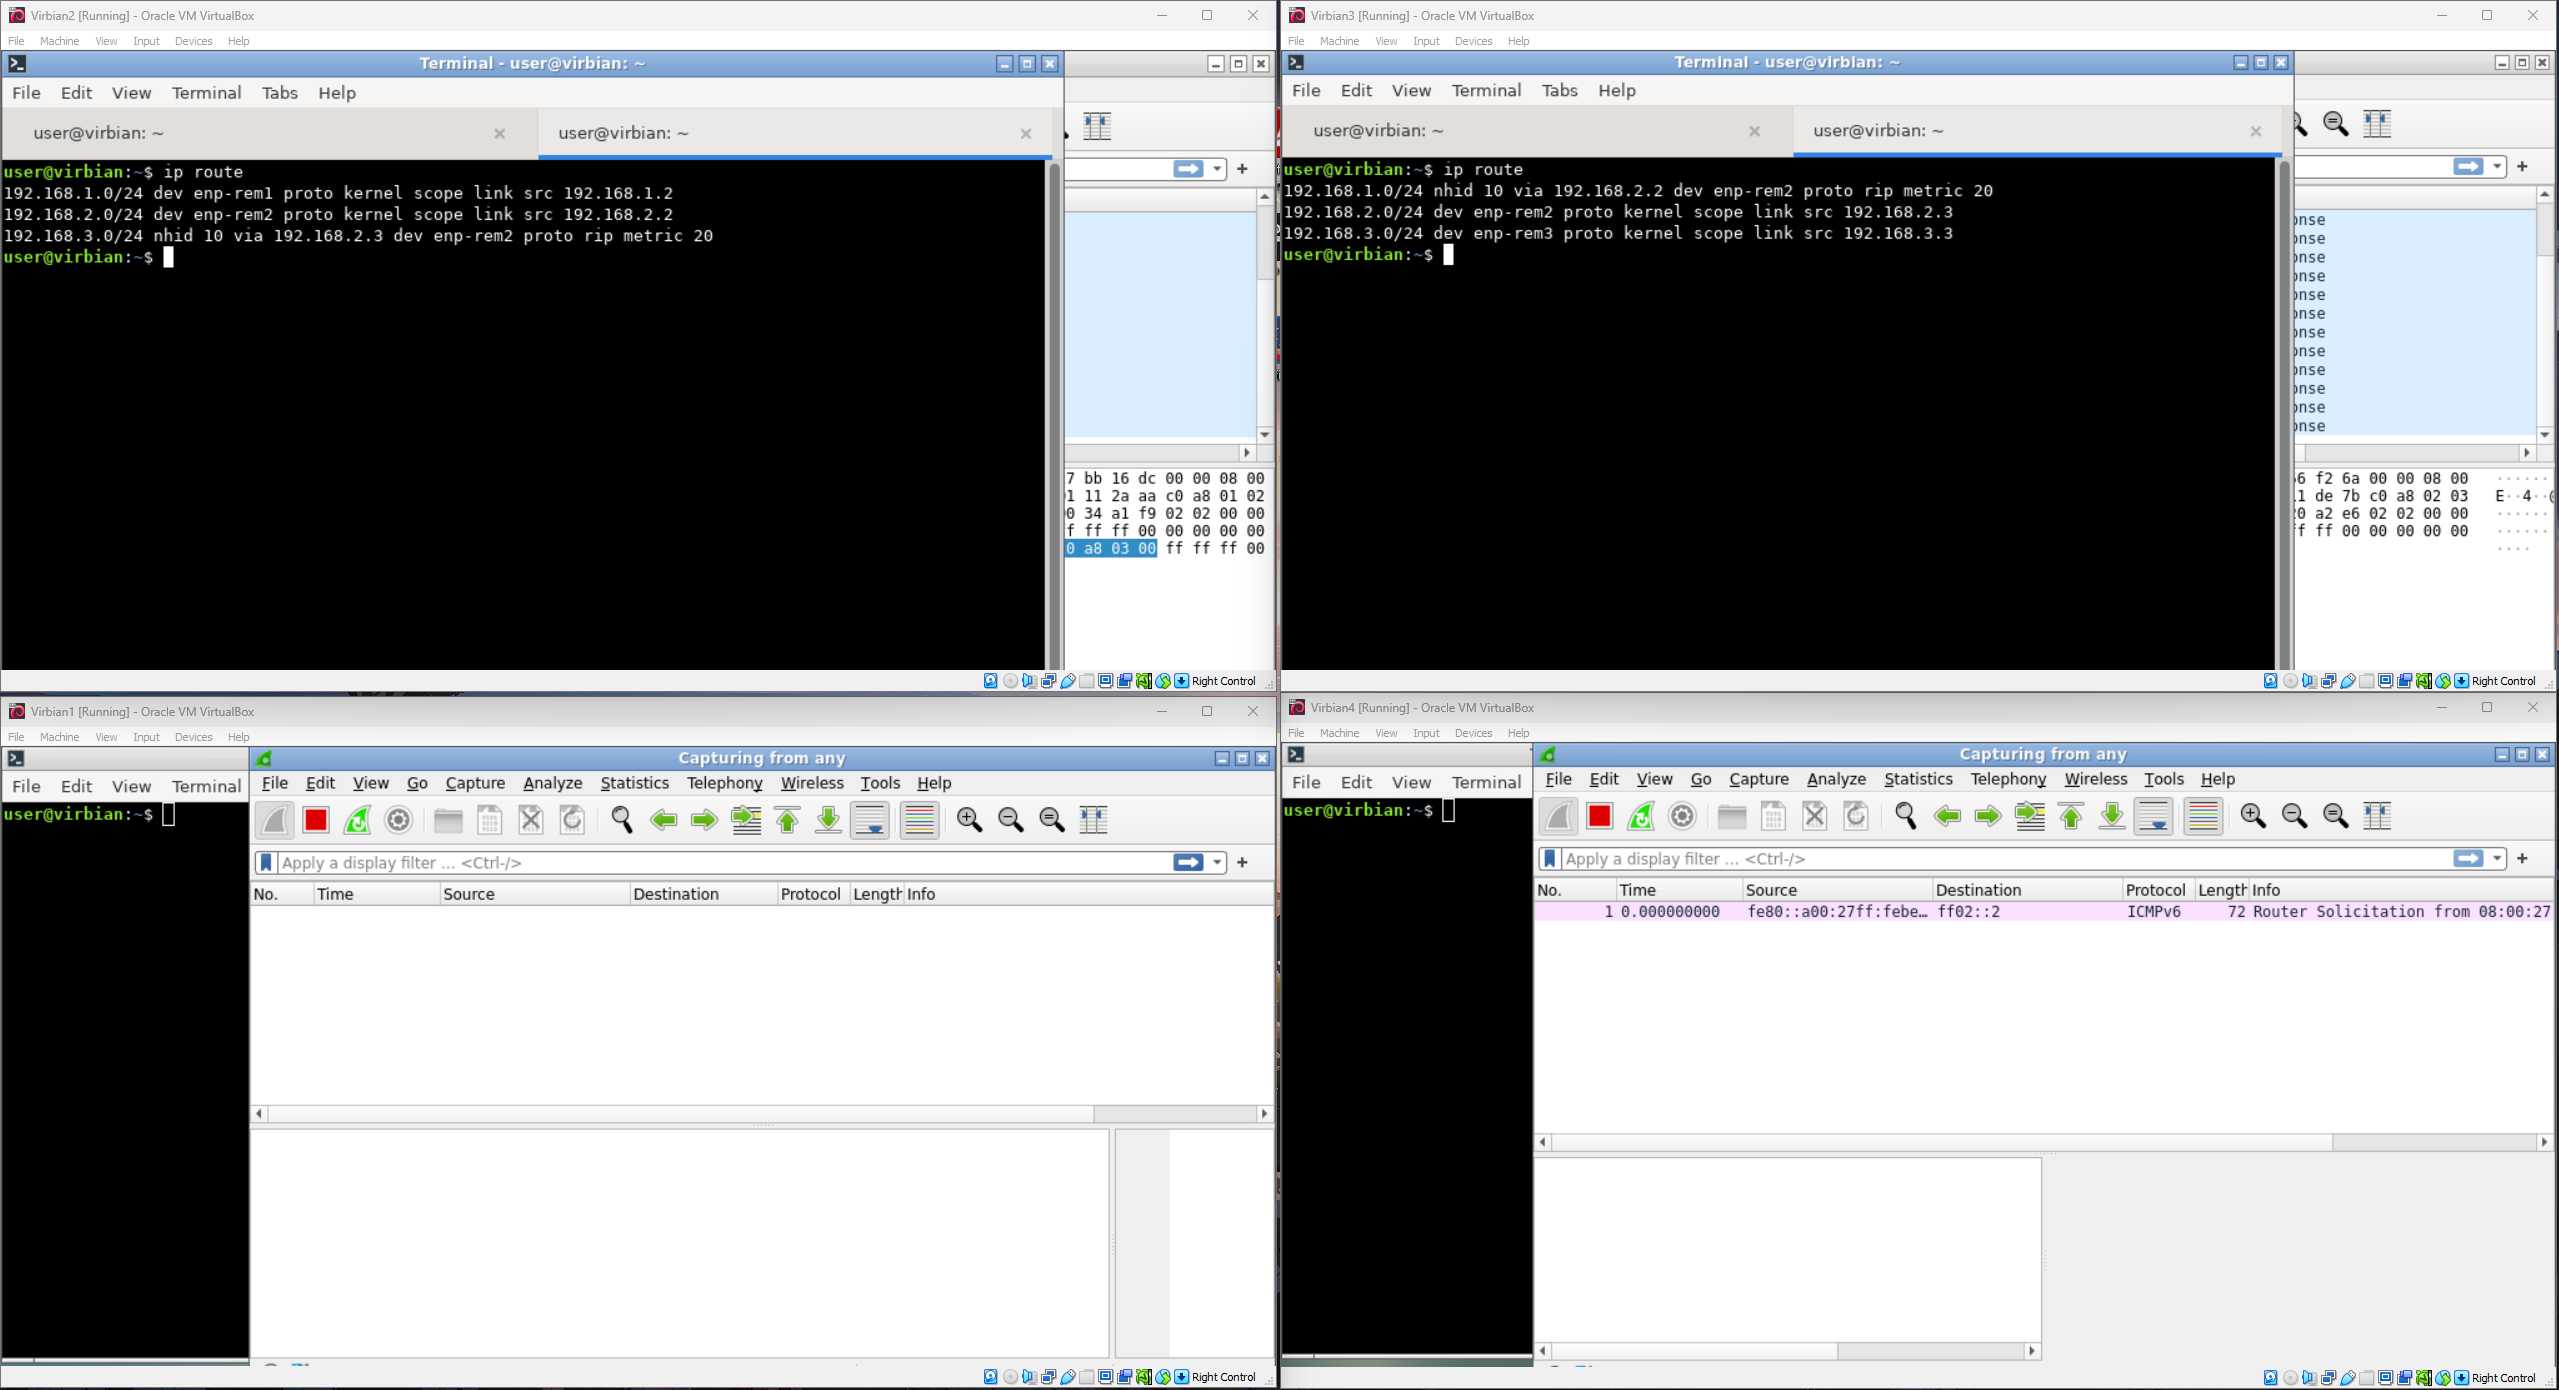 Virbian2 [Running] - Oracle VM VirtualBox
File Machine View Input Devices Help
Terminal - user@virbian: ~
File Edit View Terminal Tabs Help
user@virbian: ~
user@virbian: ~
user@virbian:~$ ip route
192.168.1.0/24 dev enp-rem1 proto kernel scope link src 192.168.1.2
192.168.2.0/24 dev enp-rem2 proto kernel scope link src 192.168.2.2
192.168.3.0/24 nhid 10 via 192.168.2.3 dev enp-rem2 proto rip metric 20
user@virbian:~$
7 bb 16 dc 00 00 08 00
1 11 2a aa c0 a8 01 02
0 34 a1 f9 02 02 00 00
f ff ff 00 00 00 00 00
0 a8 03 00 ff ff ff 00
Right Control
Virbian3 [Running] - Oracle VM VirtualBox
File Machine View Input Devices Help
Terminal - user@virbian: ~
File Edit View Terminal Tabs Help
user@virbian: ~
user@virbian: ~
user@virbian:~$ ip route
192.168.1.0/24 nhid 10 via 192.168.2.2 dev enp-rem2 proto rip metric 20
192.168.2.0/24 dev enp-rem2 proto kernel scope link src 192.168.2.3
192.168.3.0/24 dev enp-rem3 proto kernel scope link src 192.168.3.3
user@virbian:~$
onse
onse
onse
onse
onse
onse
onse
onse
onse
onse
onse
onse
6 f2 6a 00 00 08 00 ······
1 de 7b c0 a8 02 03 E··4··@
0 a2 e6 02 02 00 00 ······
f ff 00 00 00 00 00 ······
····
Right Control
Virbian1 [Running] - Oracle VM VirtualBox
File Machine View Input Devices Help
File Edit View Terminal
user@virbian:~$
Capturing from any
File Edit View Go Capture Analyze Statistics Telephony Wireless Tools Help
Apply a display filter ... <Ctrl-/>
No. Time Source Destination Protocol Length Info
Right Control
Virbian4 [Running] - Oracle VM VirtualBox
File Machine View Input Devices Help
File Edit View Terminal
user@virbian:~$
Capturing from any
File Edit View Go Capture Analyze Statistics Telephony Wireless Tools Help
Apply a display filter ... <Ctrl-/>
No. Time Source Destination Protocol Length Info
1 0.000000000 fe80::a00:27ff:febe… ff02::2 ICMPv6 72 Router Solicitation from 08:00:27
Right Control